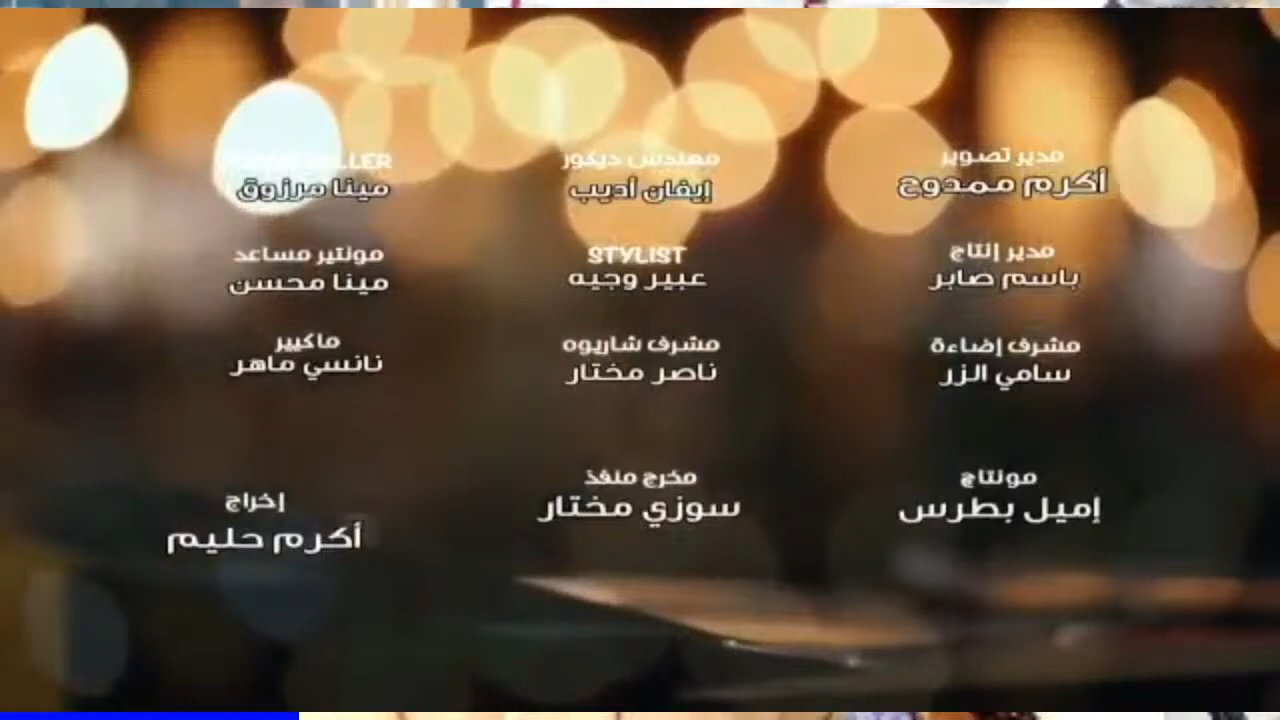 مدير تصوير
أكرم ممدوح
مهندس ديكور
إيفان أديب
مينا مرزوق
مدير إنتاج
باسم صابر
STYLIST
عبير وجيه
مونتير مساعد
مينا محسن
مشرف إضاءة
سامي الزر
مشرف شاريوه
ناصر مختار
ماكيير
نانسي ماهر
مونتاج
إميل بطرس
مخرج منفذ
سوزي مختار
إخراج
أكرم حليم